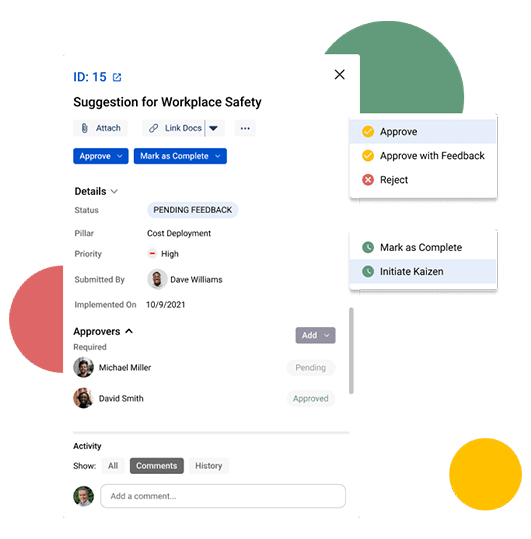 ID: 15
Suggestion for Workplace Safety
Attach
Link Docs
Approve
Mark as Complete
Approve
Approve with Feedback
Reject
Mark as Complete
Initiate Kaizen
Details
Status PENDING FEEDBACK
Pillar Cost Deployment
Priority High
Submitted By Dave Williams
Implemented On 10/9/2021
Approvers
Add
Required
Michael Miller Pending
David Smith Approved
Activity
Show: All Comments History
Add a comment...